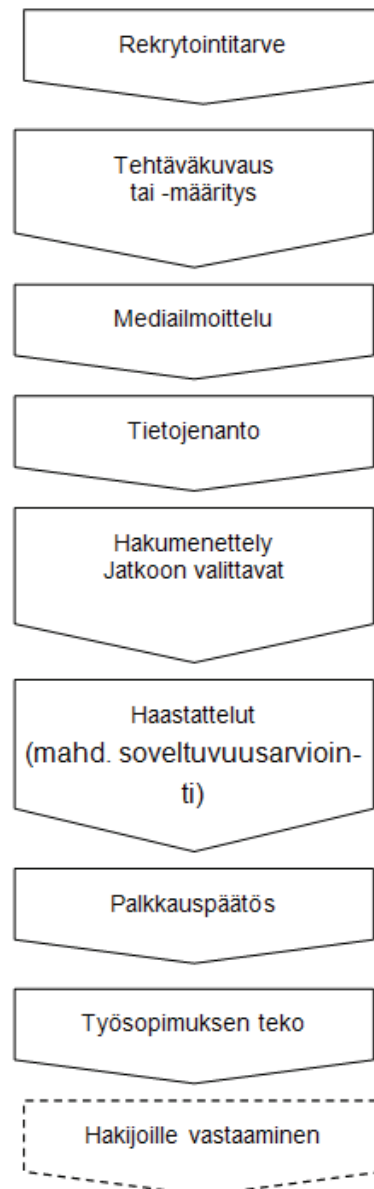 Rekrytointitarve
Tehtäväkuvaus
tai -määritys
Mediailmoittelu
Tietojenanto
Hakumenettely
Jatkoon valittavat
Haastattelut
(mahd. soveltuvuusarvioin-
ti)
Palkkauspäätös
Työsopimuksen teko
Hakijoille vastaaminen